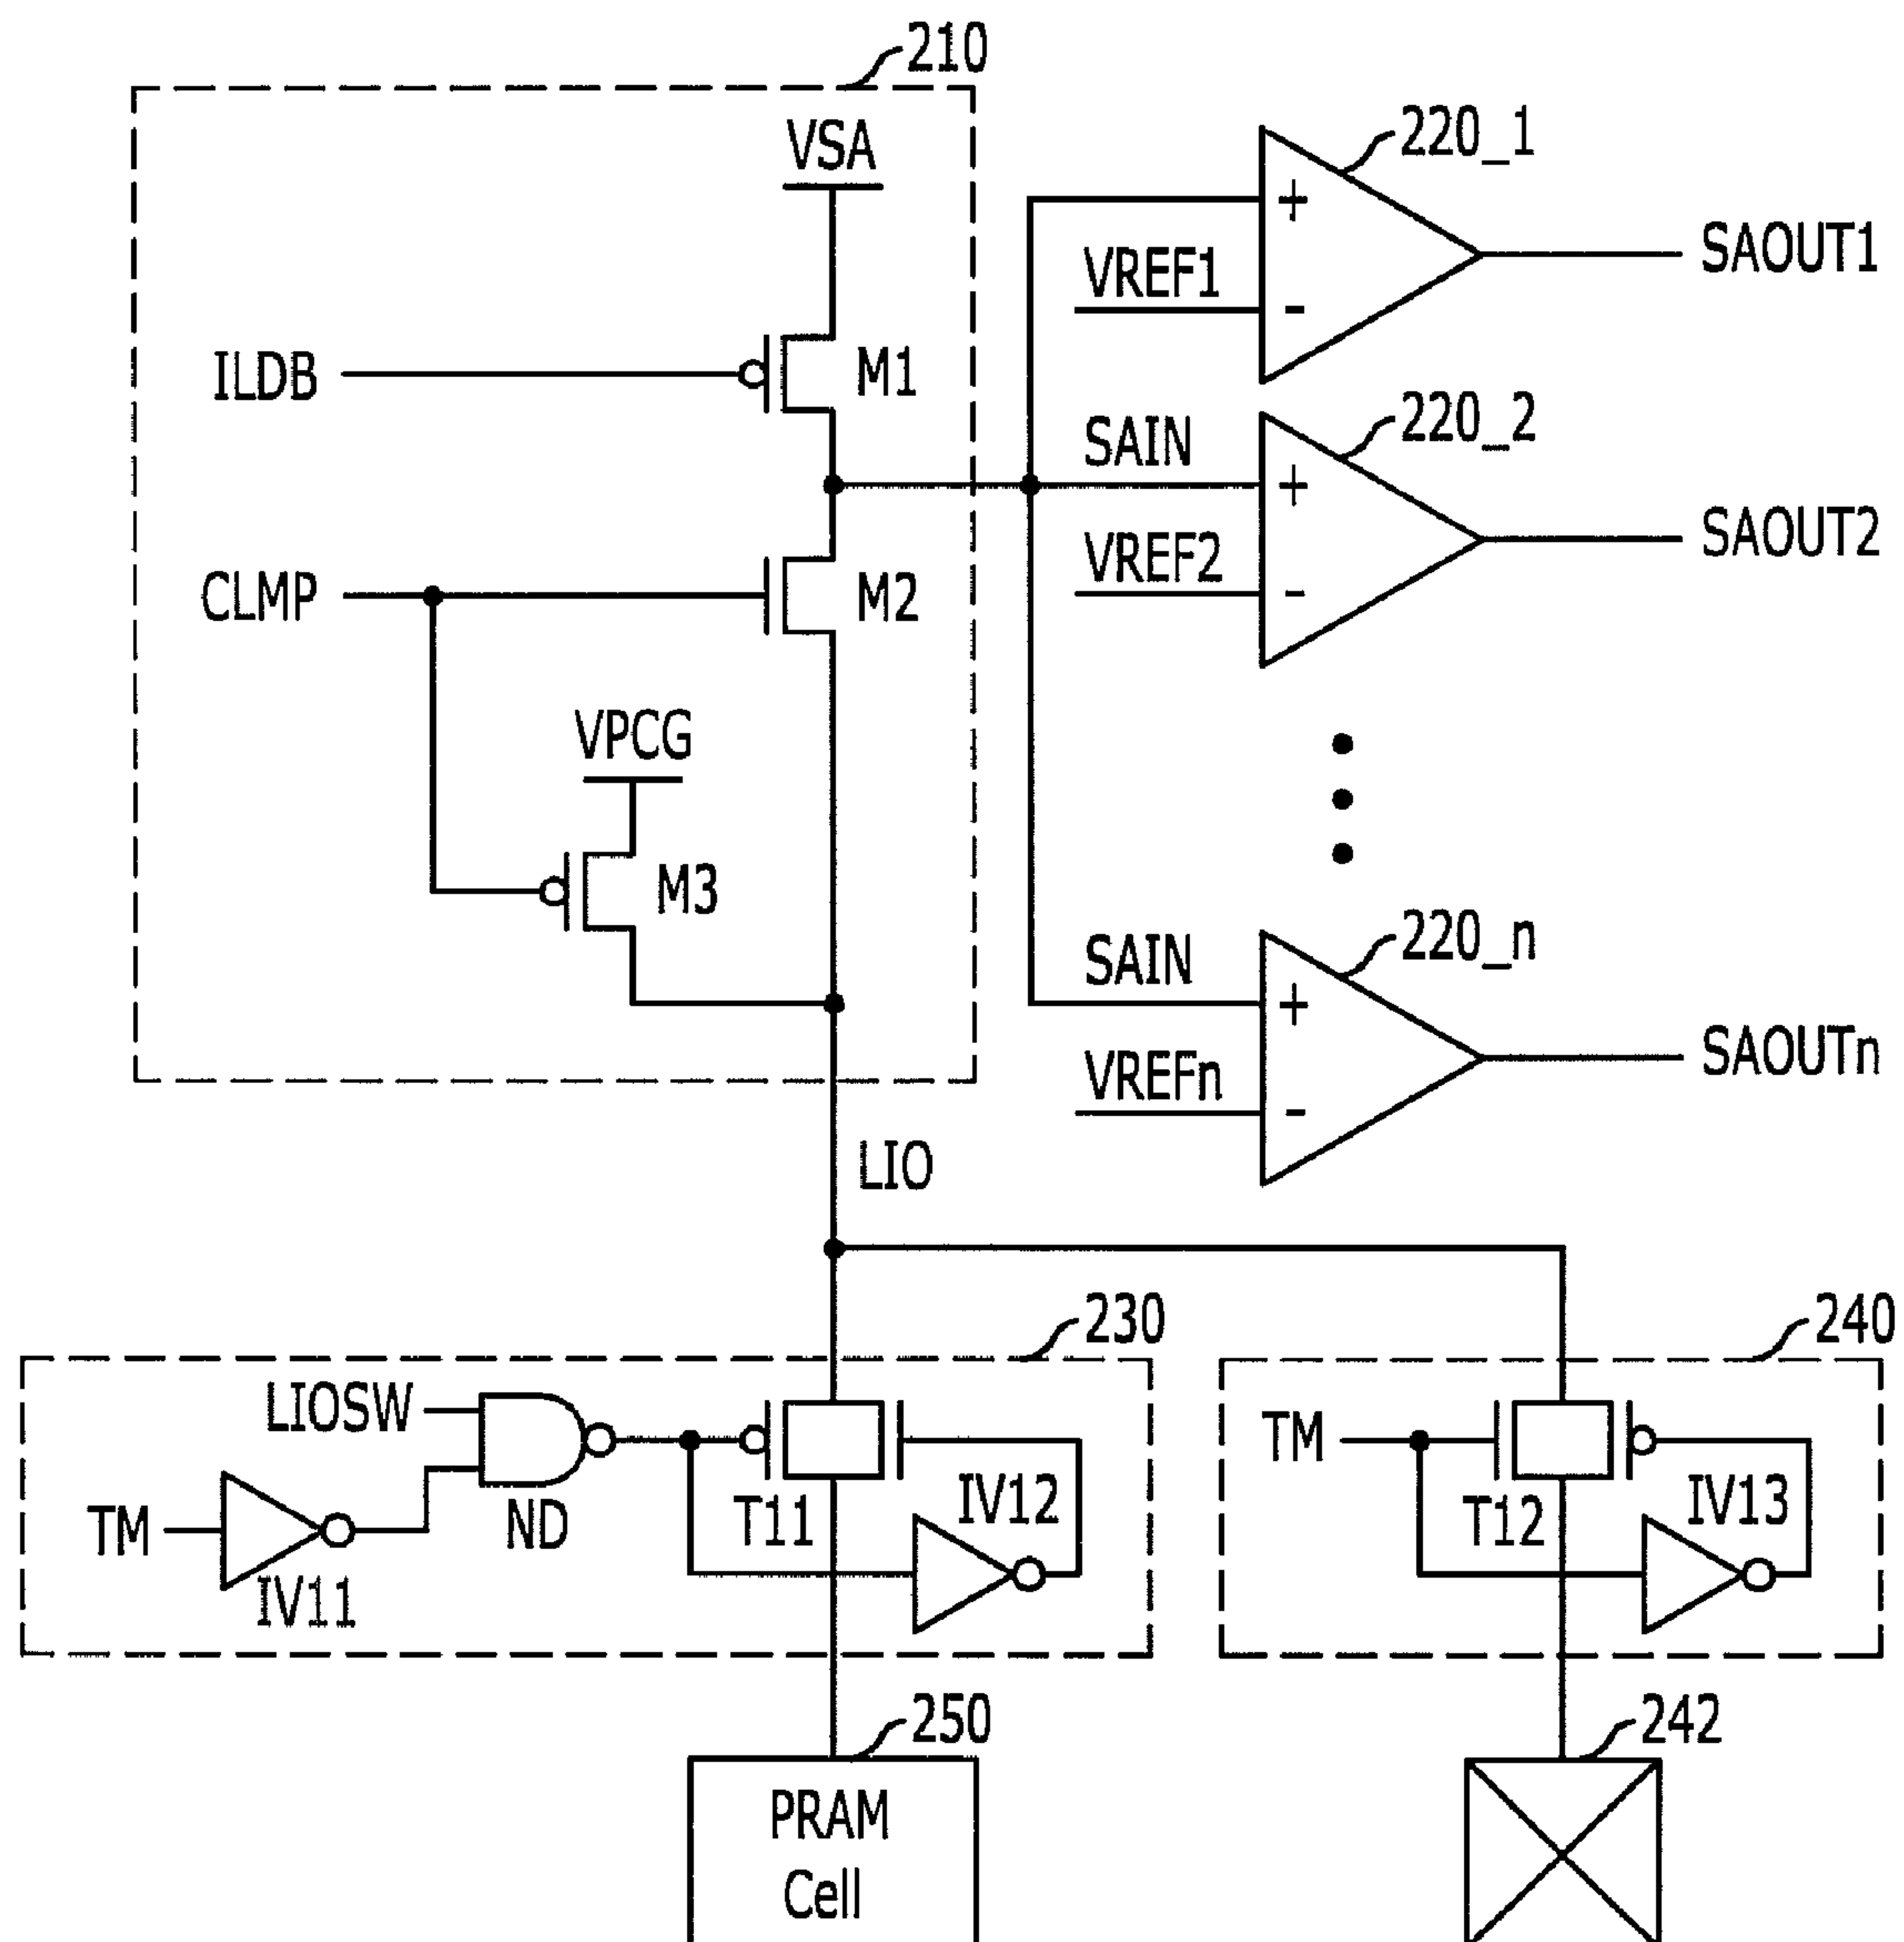 210
VSA
220_1
+
VREF1
-
SAOUT1
ILDB
M1
220_2
SAIN
+
VREF2
-
SAOUT2
CLMP
M2
VPCG
M3
220_n
SAIN
+
VREFn
-
SAOUTn
LIO
230
240
LIOSW
TM
ND
T11
IV12
TM
IV11
T12
IV13
250
242
PRAM
Cell